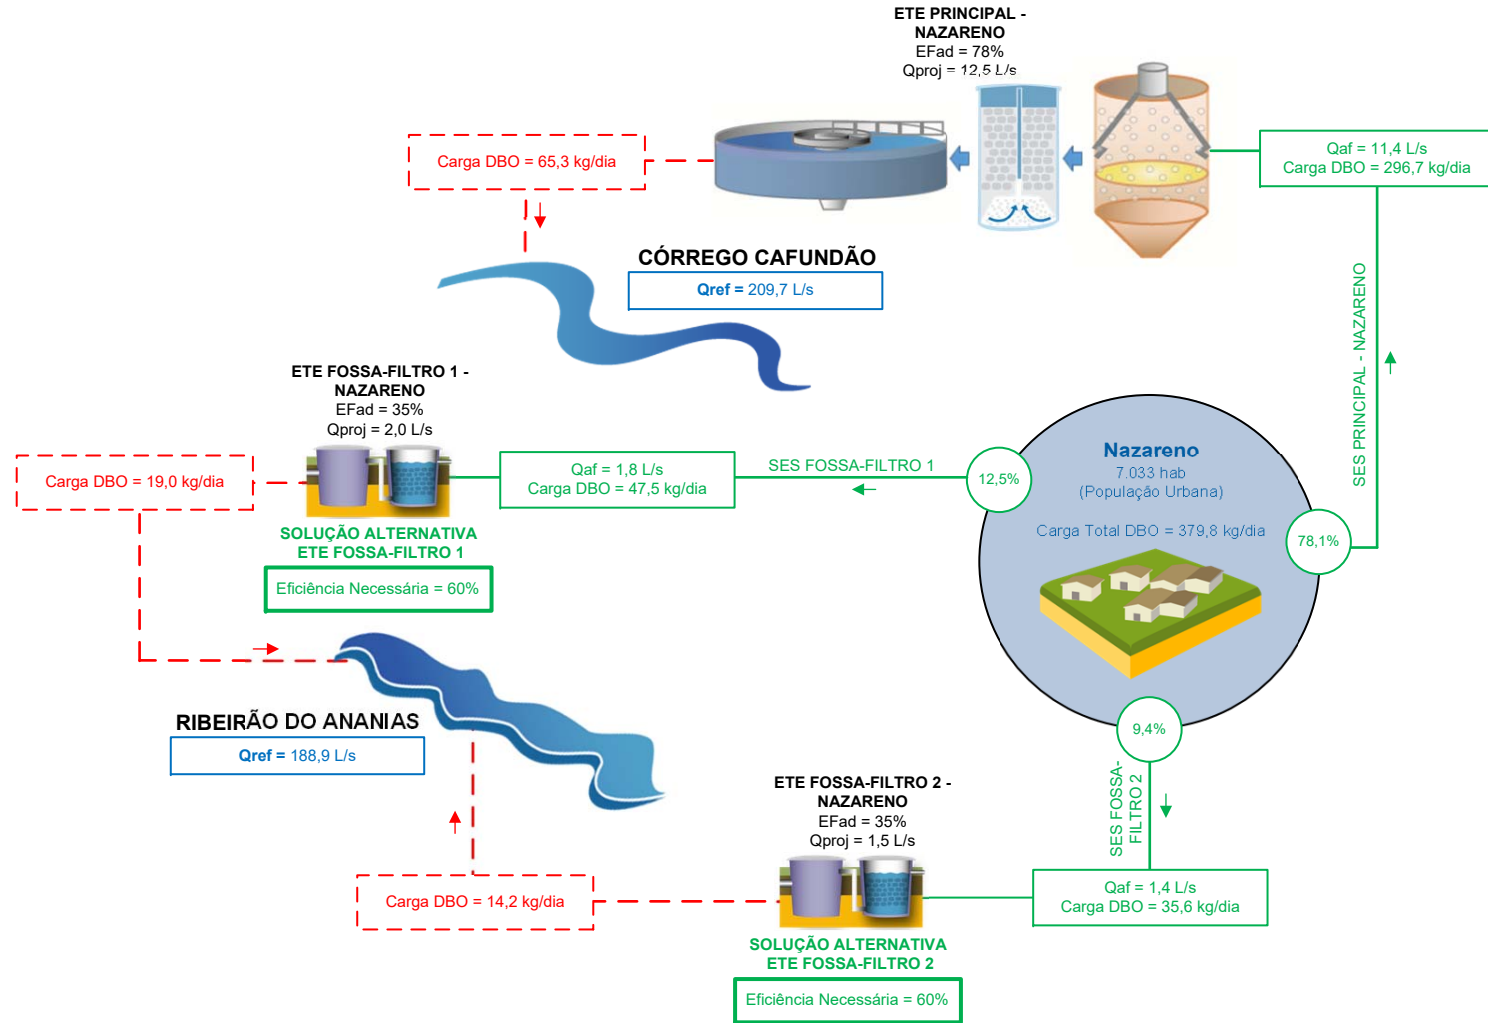 ETE PRINCIPAL -
NAZARENO
EFad = 78%
Qproj = 12,5 L/s
Carga DBO = 65,3 kg/dia
Qaf = 11,4 L/s
Carga DBO = 296,7 kg/dia
CÓRREGO CAFUNDÃO
Qref = 209,7 L/s
SES PRINCIPAL - NAZARENO
ETE FOSSA-FILTRO 1 -
NAZARENO
EFad = 35%
Qproj = 2,0 L/s
Carga DBO = 19,0 kg/dia
Qaf = 1,8 L/s
Carga DBO = 47,5 kg/dia
SES FOSSA-FILTRO 1
12,5%
Nazareno
7.033 hab
(População Urbana)
Carga Total DBO = 379,8 kg/dia
78,1%
SOLUÇÃO ALTERNATIVA
ETE FOSSA-FILTRO 1
Eficiência Necessária = 60%
RIBEIRÃO DO ANANIAS
Qref = 188,9 L/s
9,4%
SES FOSSA-
FILTRO 2
ETE FOSSA-FILTRO 2 -
NAZARENO
EFad = 35%
Qproj = 1,5 L/s
Carga DBO = 14,2 kg/dia
Qaf = 1,4 L/s
Carga DBO = 35,6 kg/dia
SOLUÇÃO ALTERNATIVA
ETE FOSSA-FILTRO 2
Eficiência Necessária = 60%